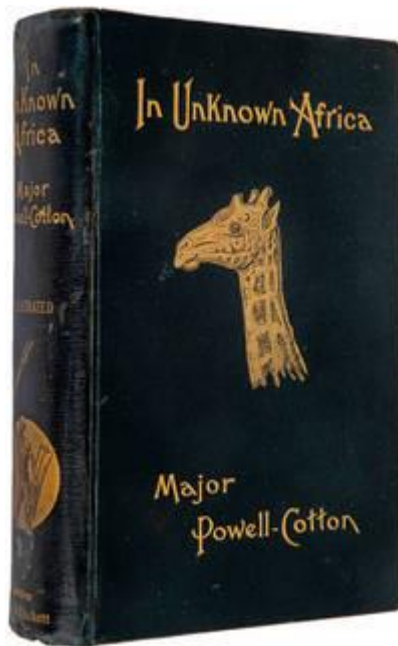 In
Unknown
Africa
Major
Powell-Cotton
In Unknown Africa
Major
Powell-Cotton